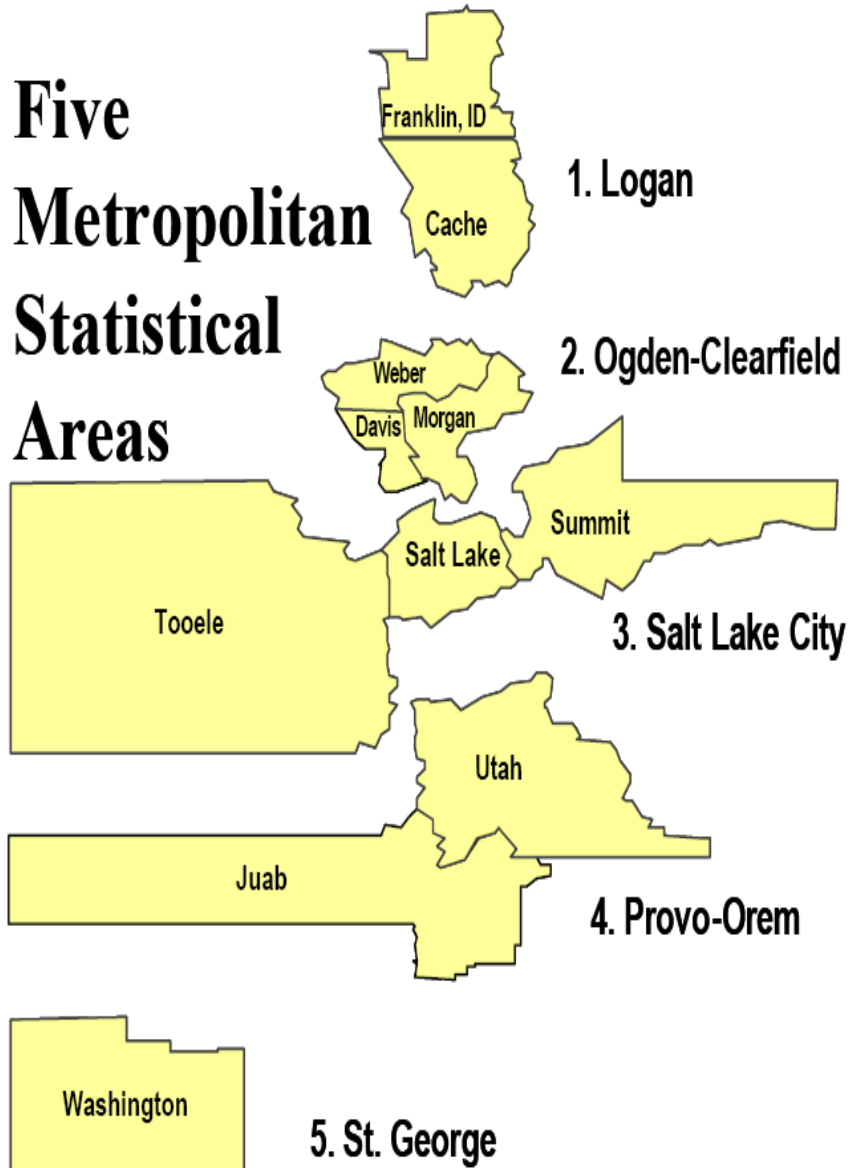 Five
Metropolitan
Statistical
Areas
Franklin, ID
Cache
1. Logan
Weber
Davis
Morgan
2. Ogden-Clearfield
Tooele
Salt Lake
Summit
3. Salt Lake City
Utah
Juab
4. Provo-Orem
Washington
5. St. George